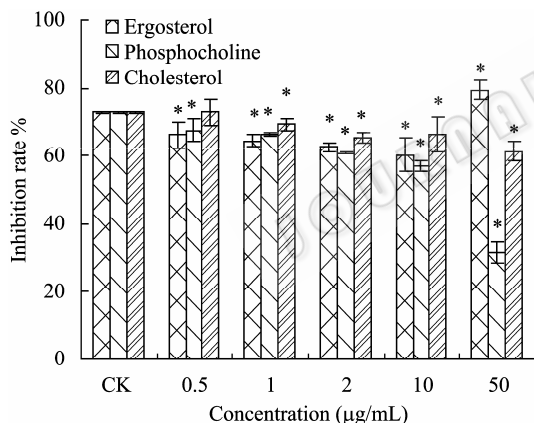 Ergosterol
Phosphocholine
Cholesterol
100
80
60
40
20
0
Inhibition rate %
* * * * * * * * * * * * * *
CK 0.5 1 2 10 50
Concentration (μg/mL)